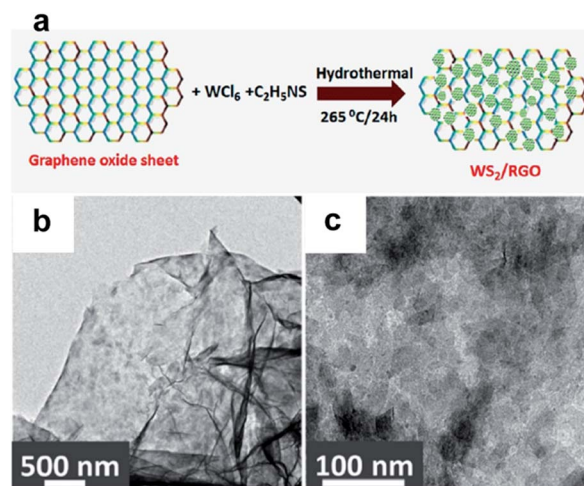 a
Graphene oxide sheet
+ WCl₆ +C₂H₅NS
Hydrothermal
265 ⁰C/24h
WS₂/RGO
b
500 nm
c
100 nm